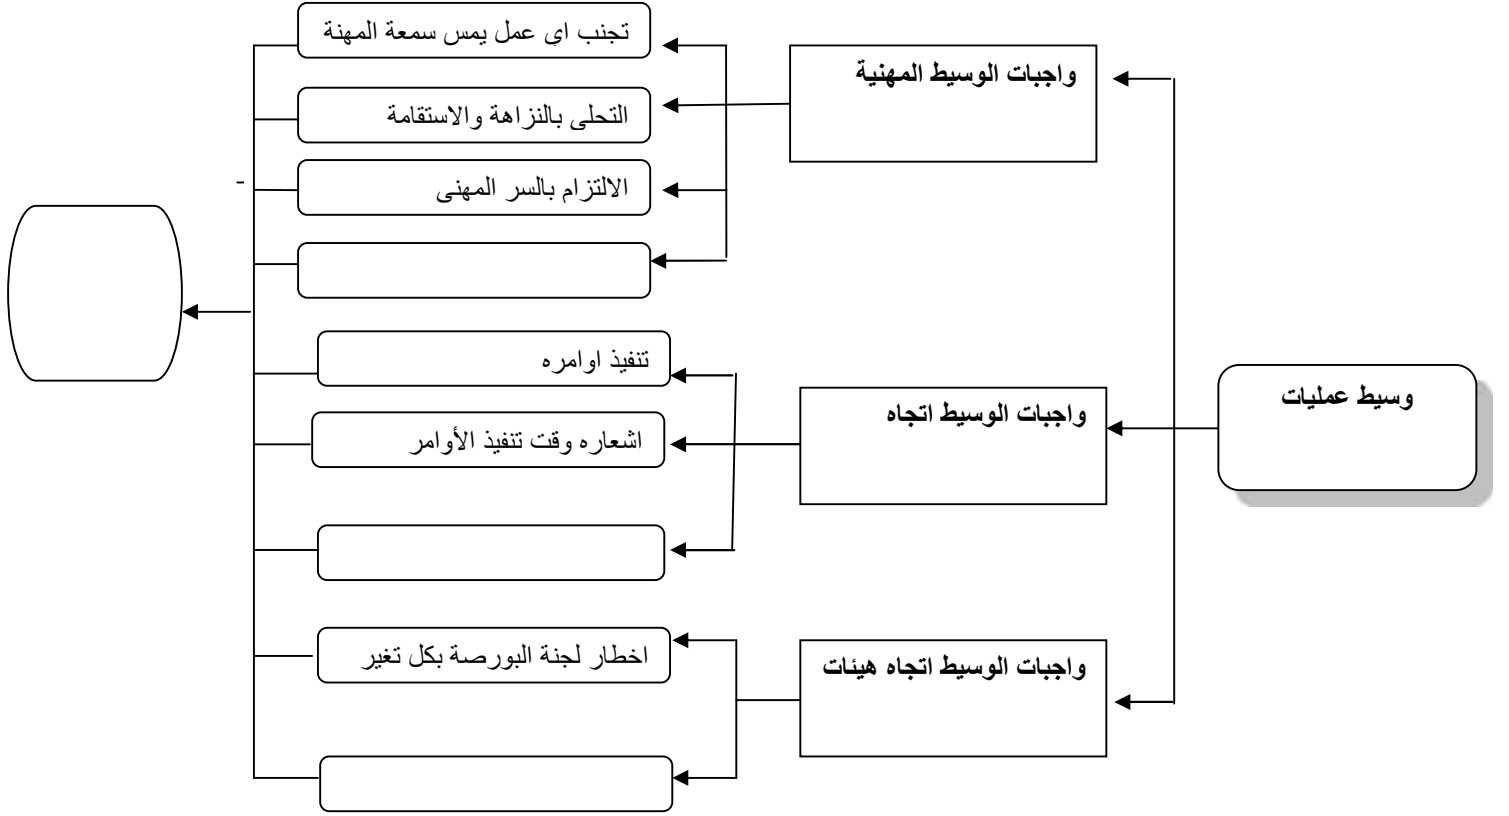 وسيط عمليات
واجبات الوسيط المهنية
تجنب اى عمل يمس سمعة المهنة
التحلى بالنزاهة والاستقامة
الالتزام بالسر المهنى
واجبات الوسيط اتجاه
تنفيذ اوامره
اشعاره وقت تنفيذ الأوامر
واجبات الوسيط اتجاه هيئات
اخطار لجنة البورصة بكل تغير
-